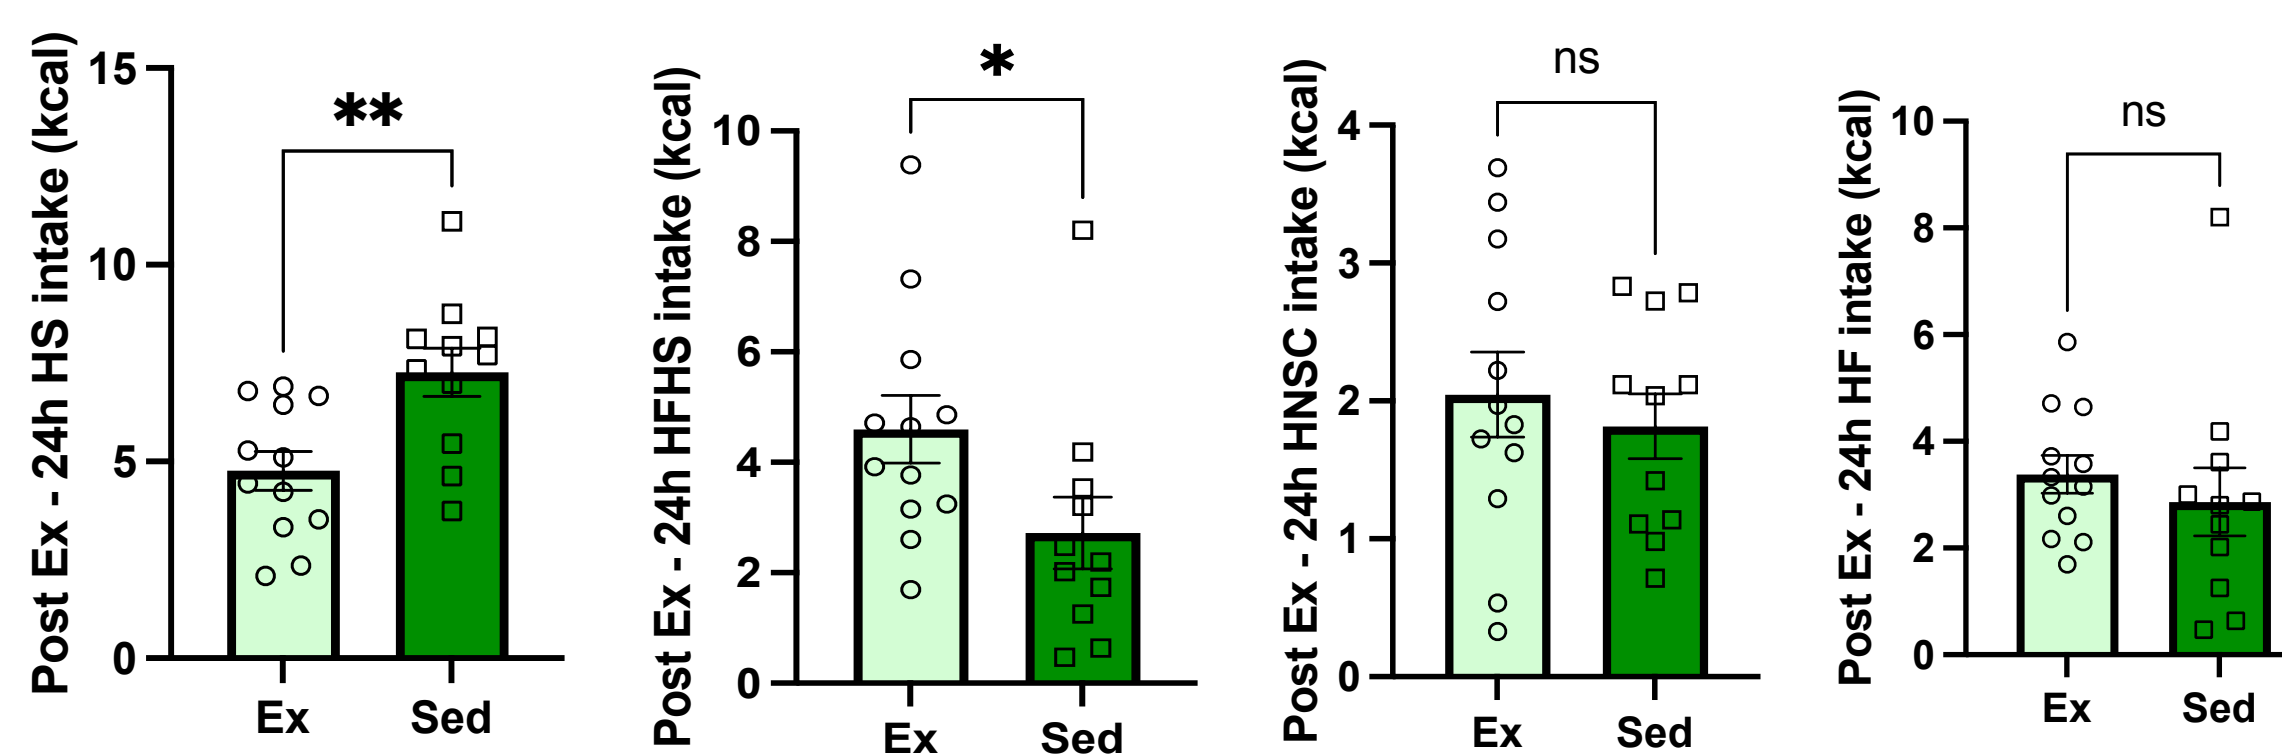 Post Ex - 24h HS intake (kcal)
15
10
5
0
**
Ex
Sed
Post Ex - 24h HFHS intake (kcal)
10
8
6
4
2
0
*
Ex
Sed
Post Ex - 24h HNSC intake (kcal)
4
3
2
1
0
ns
Ex
Sed
Post Ex - 24h HF intake (kcal)
10
8
6
4
2
0
ns
Ex
Sed